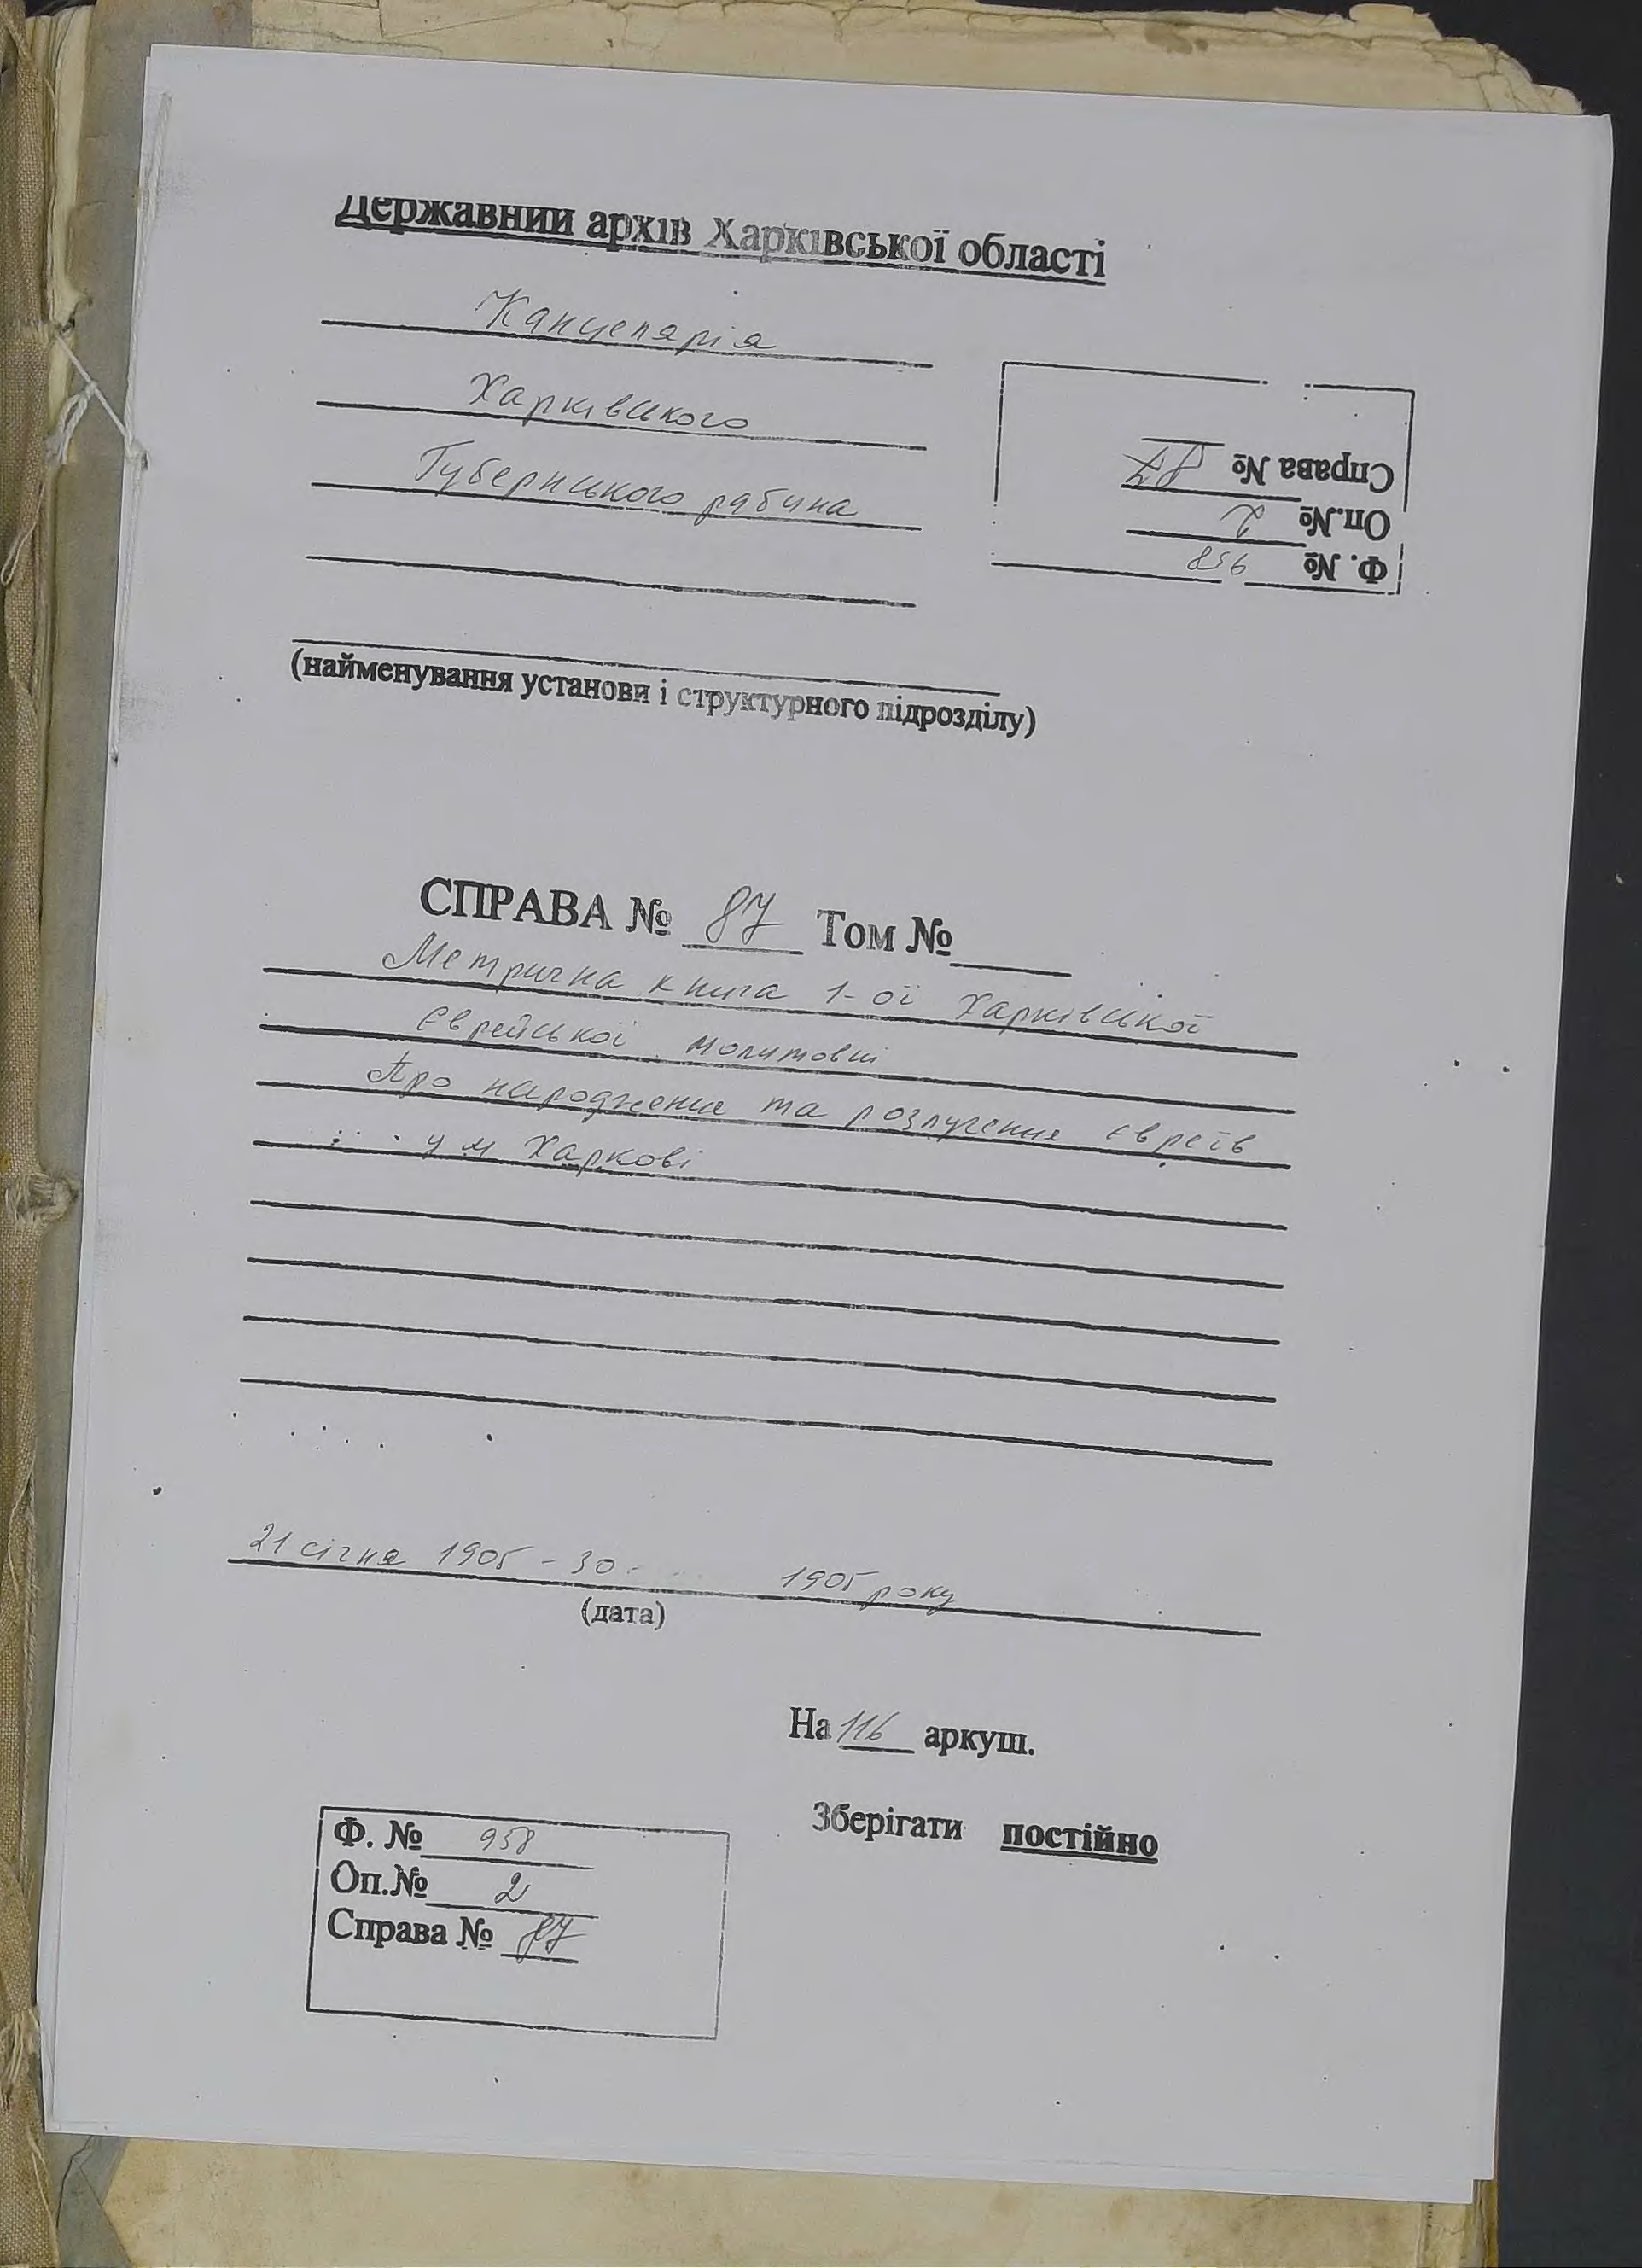 Державний архів Харківської області
Канцелярія
Харківського
Губернського рабина
(найменування установи і структурного підрозділу)
Справа № 87
Оп.№ 2
Ф. №
СПРАВА № 87 Том №
Метрична книга 1-ої Харківської
Єврейської молитовні
Про народження та розлучення євреїв
у м Харкові
21 січня 1905 - 30 1905 року
(дата)
На 116 аркуш.
Зберігати постійно
Ф. № 958
Оп.№ 2
Справа № 87